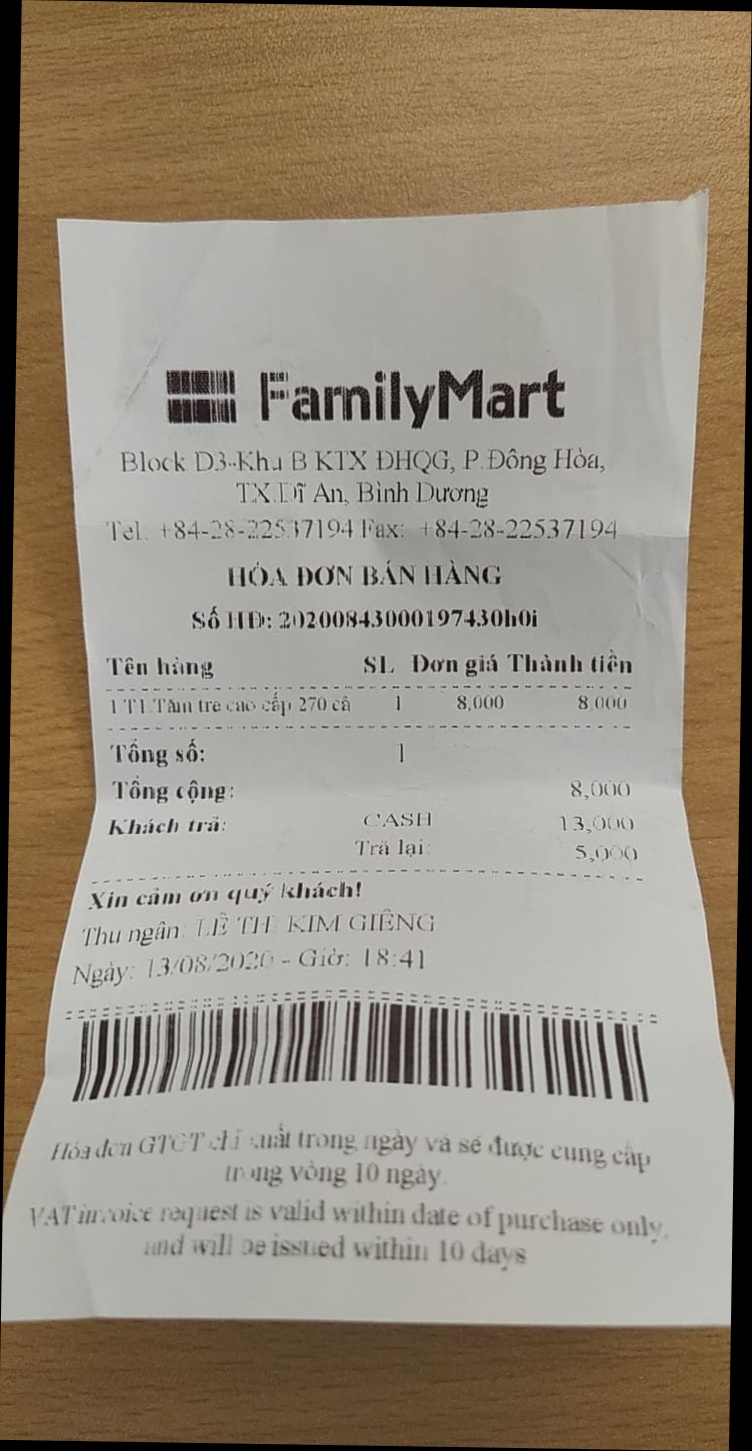 FamilyMart
Block D3-Khu B KTX ĐHQG, P.Đông Hòa,
TX.Dĩ An, Bình Dương
Tel: +84-28-22537194 Fax: +84-28-22537194
HÓA ĐƠN BÁN HÀNG
Số HĐ: 20200843000197430h0i
Tên hàng SL Đơn giá Thành tiền
1 T1.Tăm tre cao cấp 270 câ 1 8,000 8,000
Tổng số: 1
Tổng cộng: 8,000
Khách trả: CASH 13,000
Trả lại: 5,000
Xin cảm ơn quý khách!
Thu ngân: LÊ THỊ KIM GIÊNG
Ngày: 13/08/2020 - Giờ: 18:41
Hóa đơn GTGT chỉ xuất trong ngày và sẽ được cung cấp
trong vòng 10 ngày.
VAT invoice request is valid within date of purchase only,
and will be issued within 10 days